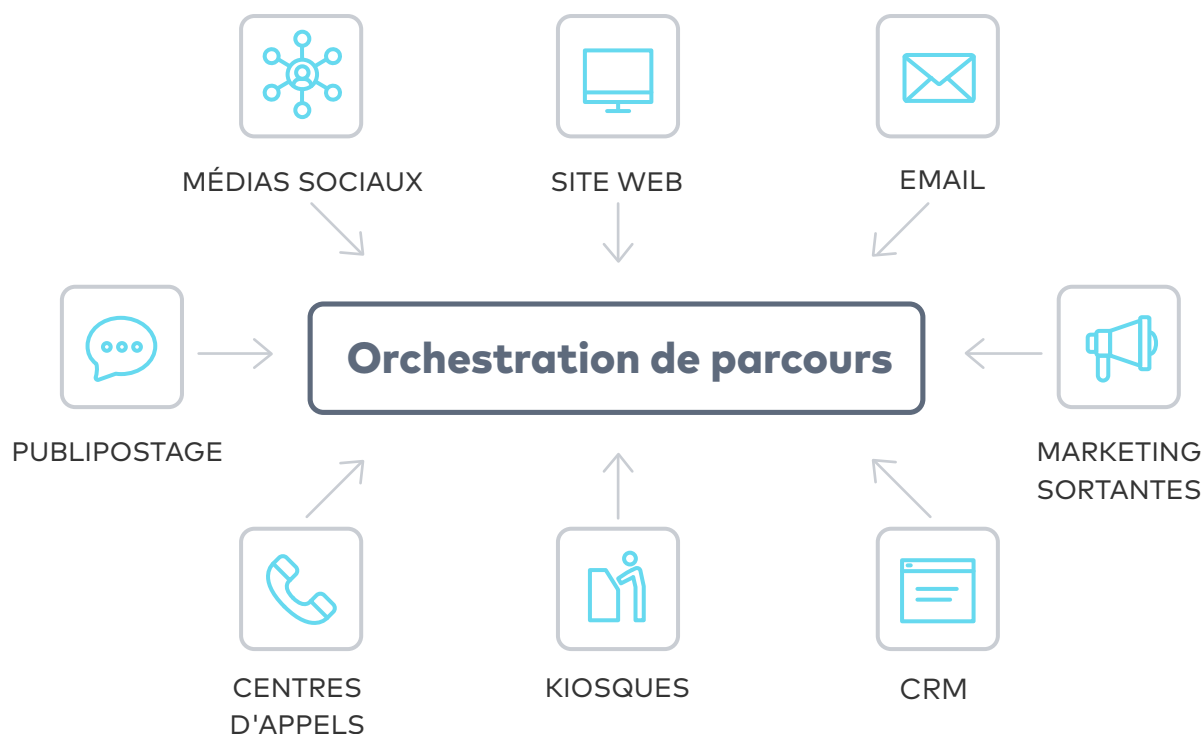 MÉDIAS SOCIAUX
SITE WEB
EMAIL
Orchestration de parcours
PUBLIPOSTAGE
MARKETING
SORTANTES
CENTRES
D'APPELS
KIOSQUES
CRM